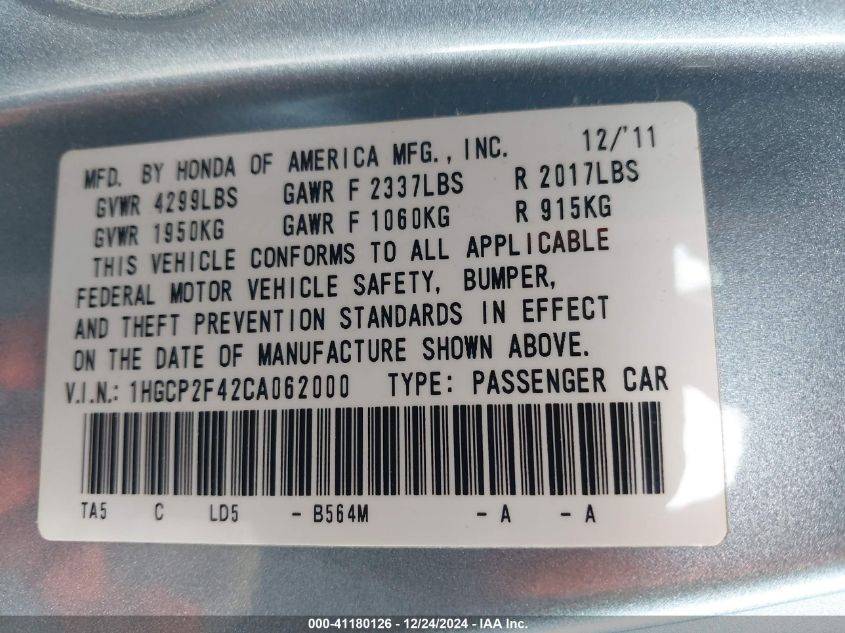 MFD. BY HONDA OF AMERICA MFG., INC. 12/'11
GVWR 4299LBS GAWR F 2337LBS R 2017LBS
GVWR 1950KG GAWR F 1060KG R 915KG
THIS VEHICLE CONFORMS TO ALL APPLICABLE
FEDERAL MOTOR VEHICLE SAFETY, BUMPER,
AND THEFT PREVENTION STANDARDS IN EFFECT
ON THE DATE OF MANUFACTURE SHOWN ABOVE.
V.I.N.: 1HGCP2F42CA062000 TYPE: PASSENGER CAR
TA5 C LD5 - B564M - A - A
000-41180126 - 12/24/2024 - IAA Inc.